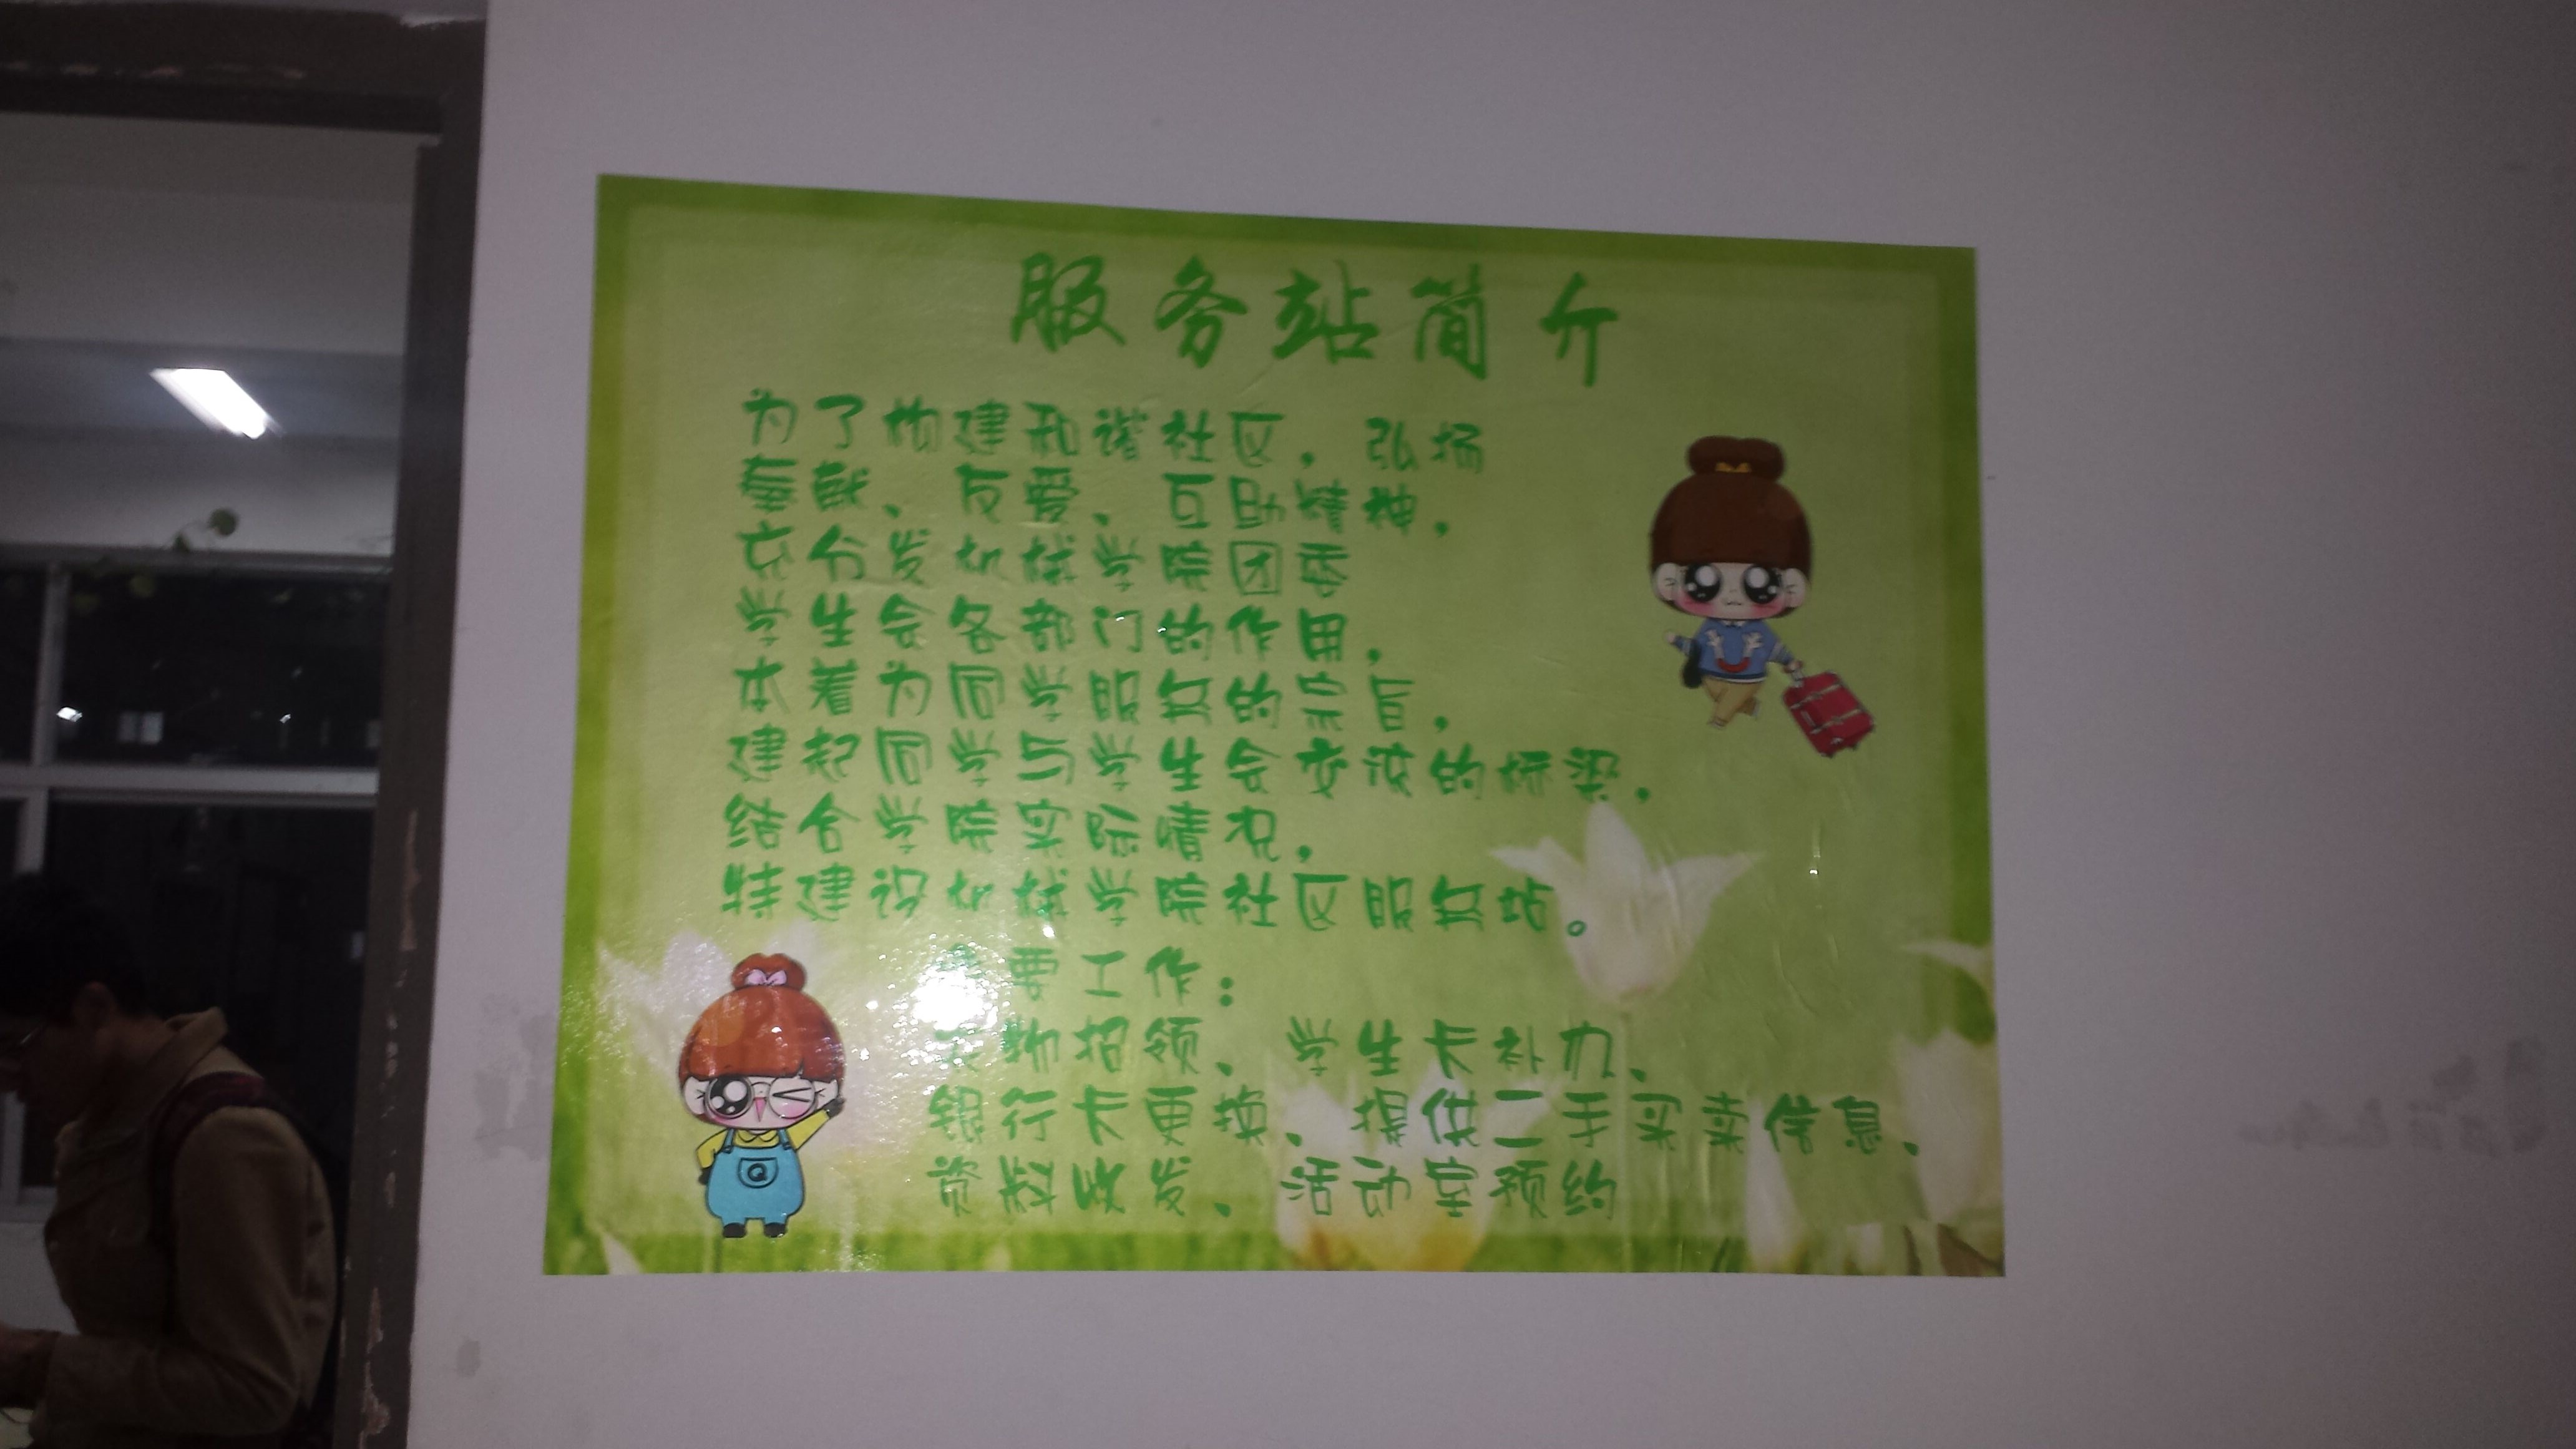 服务站简介
为了构建和谐社区，弘扬
奉献、友爱、互助精神，
充分发机械学院团委
学生会各部门的作用，
本着为同学服务的宗旨，
建起同学与学生会交流的桥梁，
结合学院实际情况，
特建设机械学院社区服务站。
要工作：
物招领、学生卡补办、
银行卡更换、提供二手买卖信息、
资料收发、活动室预约